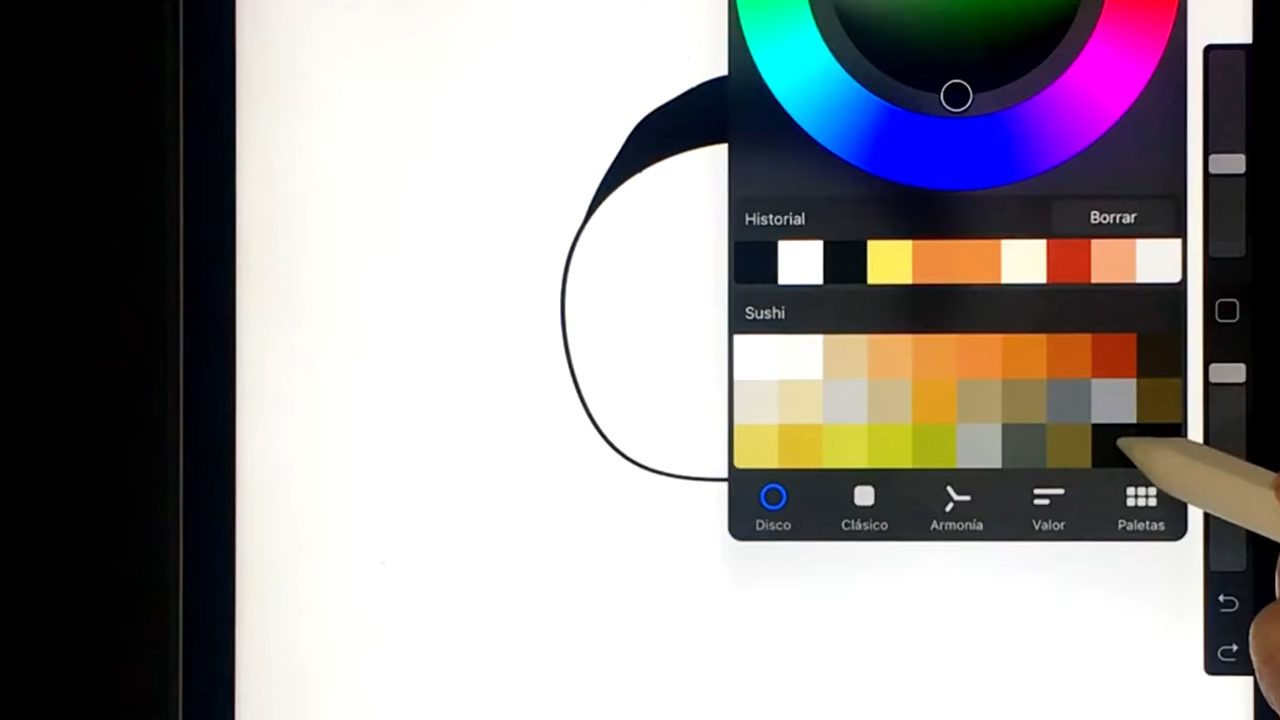 Historial
Borrar
Sushi
Disco
Clásico
Armonía
Valor
Paletas